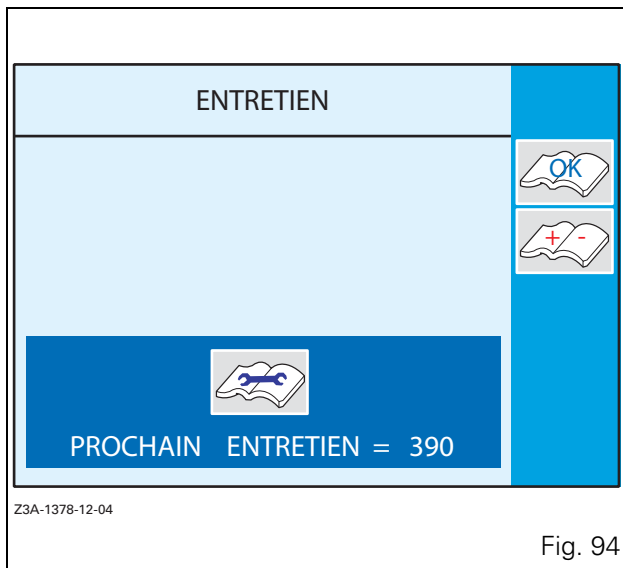 ENTRETIEN
OK
+ -
PROCHAIN ENTRETIEN = 390
Z3A-1378-12-04
Fig. 94